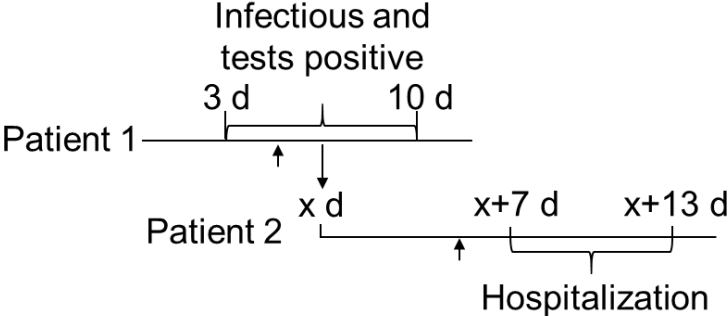 Infectious and
tests positive
3 d 10 d
Patient 1
x d x+7 d x+13 d
Patient 2
Hospitalization